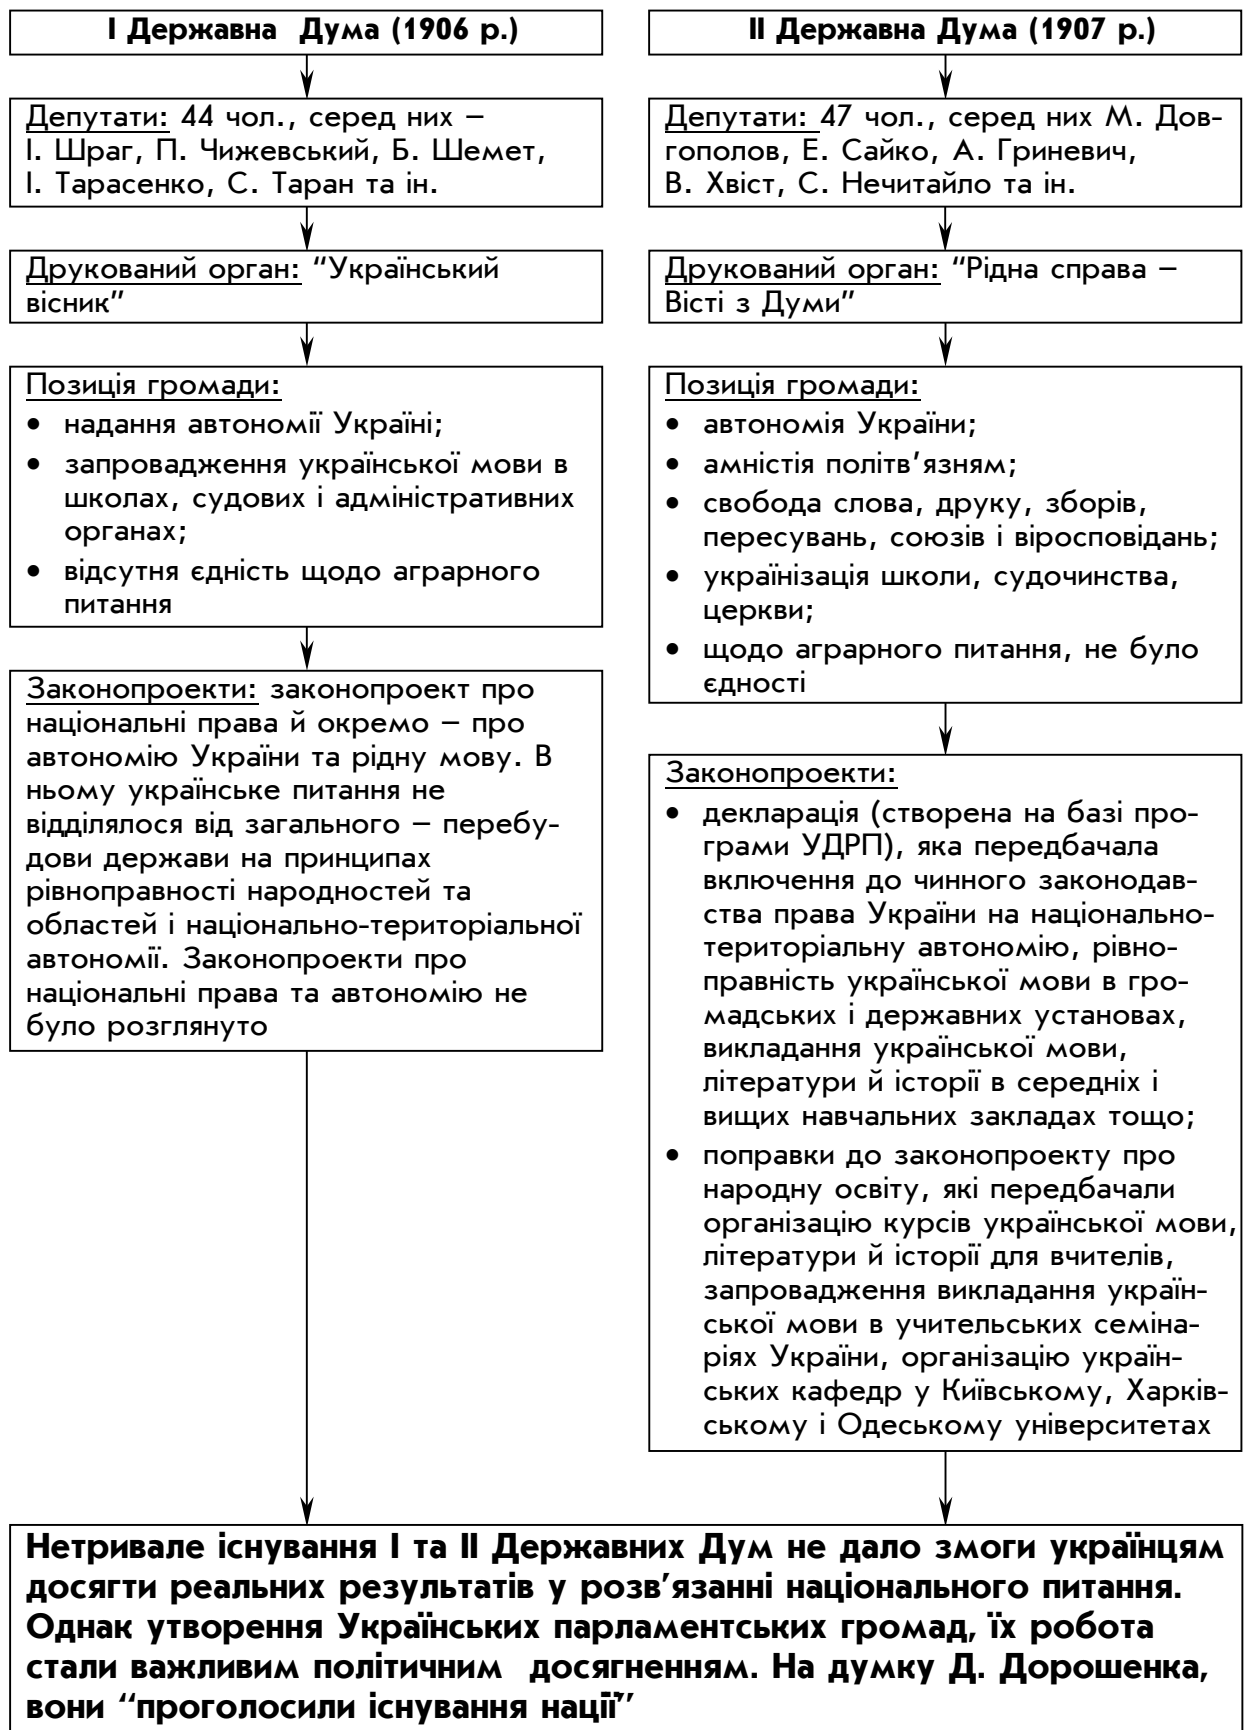 І Державна Дума (1906 р.)
Депутати: 44 чол., серед них –
І. Шраг, П. Чижевський, Б. Шемет,
І. Тарасенко, С. Таран та ін.
Друкований орган: “Український
вісник”
Позиція громади:
• надання автономії Україні;
• запровадження української мови в
школах, судових і адміністративних
органах;
• відсутня єдність щодо аграрного
питання
Законопроекти: законопроект про
національні права й окремо – про
автономію України та рідну мову. В
ньому українське питання не
відділялося від загального – перебу-
дови держави на принципах
рівноправності народностей та
областей і національно-територіальної
автономії. Законопроекти про
національні права та автономію не
було розглянуто
ІІ Державна Дума (1907 р.)
Депутати: 47 чол., серед них М. Дов-
гополов, Е. Сайко, А. Гриневич,
В. Хвіст, С. Нечитайло та ін.
Друкований орган: “Рідна справа –
Вісті з Думи”
Позиція громади:
• автономія України;
• амністія політв’язням;
• свобода слова, друку, зборів,
пересувань, союзів і віросповідань;
• українізація школи, судочинства,
церкви;
• щодо аграрного питання, не було
єдності
Законопроекти:
• декларація (створена на базі про-
грами УДРП), яка передбачала
включення до чинного законодав-
ства права України на національно-
територіальну автономію, рівно-
правність української мови в гро-
мадських і державних установах,
викладання української мови,
літератури й історії в середніх і
вищих навчальних закладах тощо;
• поправки до законопроекту про
народну освіту, які передбачали
організацію курсів української мови,
літератури й історії для вчителів,
запровадження викладання україн-
ської мови в учительських семіна-
ріях України, організацію україн-
ських кафедр у Київському, Харків-
ському і Одеському університетах
Нетривале існування І та ІІ Державних Дум не дало змоги українцям
досягти реальних результатів у розв’язанні національного питання.
Однак утворення Українських парламентських громад, їх робота
стали важливим політичним досягненням. На думку Д. Дорошенка,
вони “проголосили існування нації”